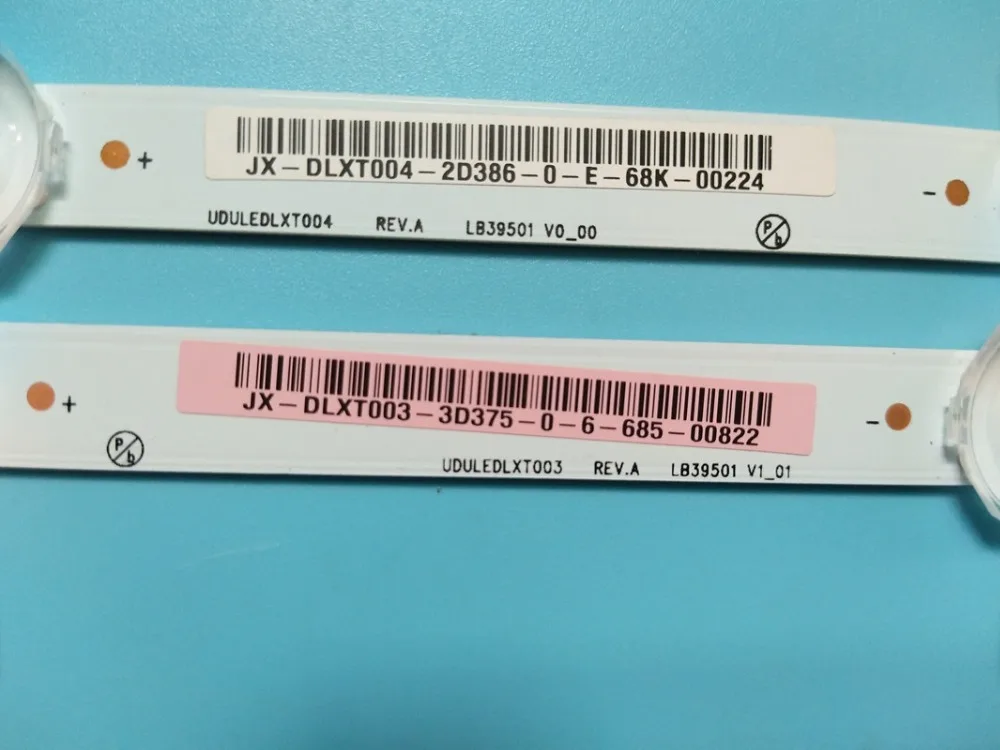 JX-DLXT004-2D386-0-E-68K-00224
+
-
UDULEDLXT004 REV.A LB39501 V0_00 P/b
JX-DLXT003-3D375-0-6-685-00822
+
-
P/b UDULEDLXT003 REV.A LB39501 V1_01